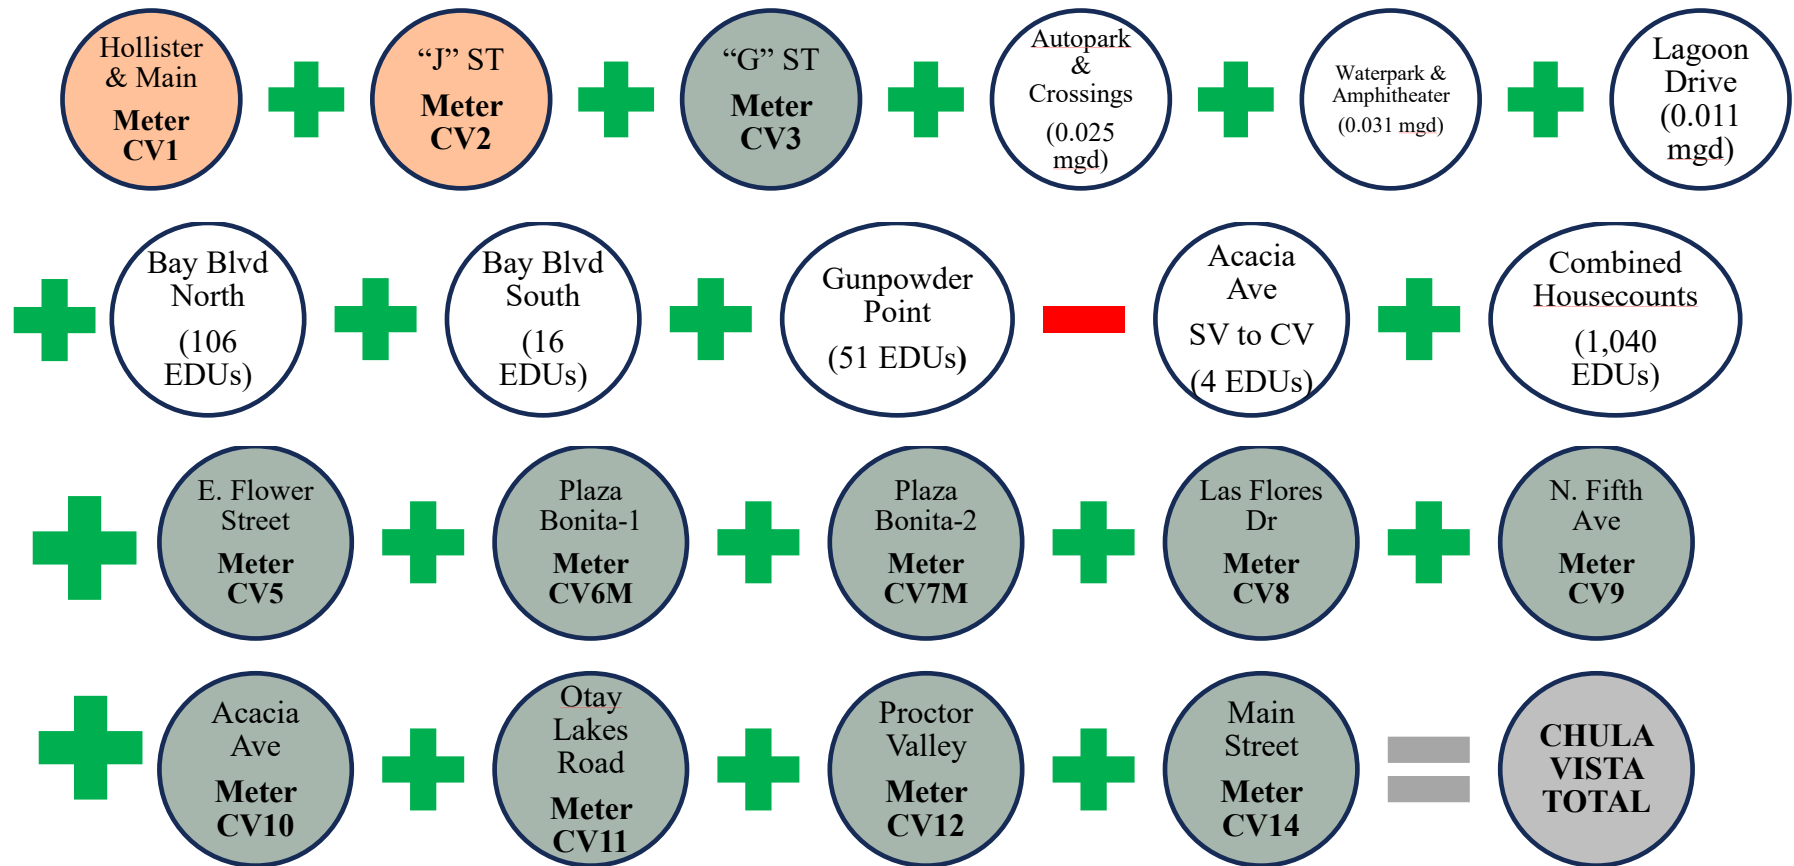 Hollister
& Main
Meter
CV1
“J” ST
Meter
CV2
“G” ST
Meter
CV3
Autopark
&
Crossings
(0.025
mgd)
Waterpark &
Amphitheater
(0.031 mgd)
Lagoon
Drive
(0.011
mgd)
Bay Blvd
North
(106
EDUs)
Bay Blvd
South
(16
EDUs)
Gunpowder
Point
(51 EDUs)
Acacia
Ave
SV to CV
(4 EDUs)
Combined
Housecounts
(1,040
EDUs)
E. Flower
Street
Meter
CV5
Plaza
Bonita-1
Meter
CV6M
Plaza
Bonita-2
Meter
CV7M
Las Flores
Dr
Meter
CV8
N. Fifth
Ave
Meter
CV9
Acacia
Ave
Meter
CV10
Otay
Lakes
Road
Meter
CV11
Proctor
Valley
Meter
CV12
Main
Street
Meter
CV14
CHULA
VISTA
TOTAL